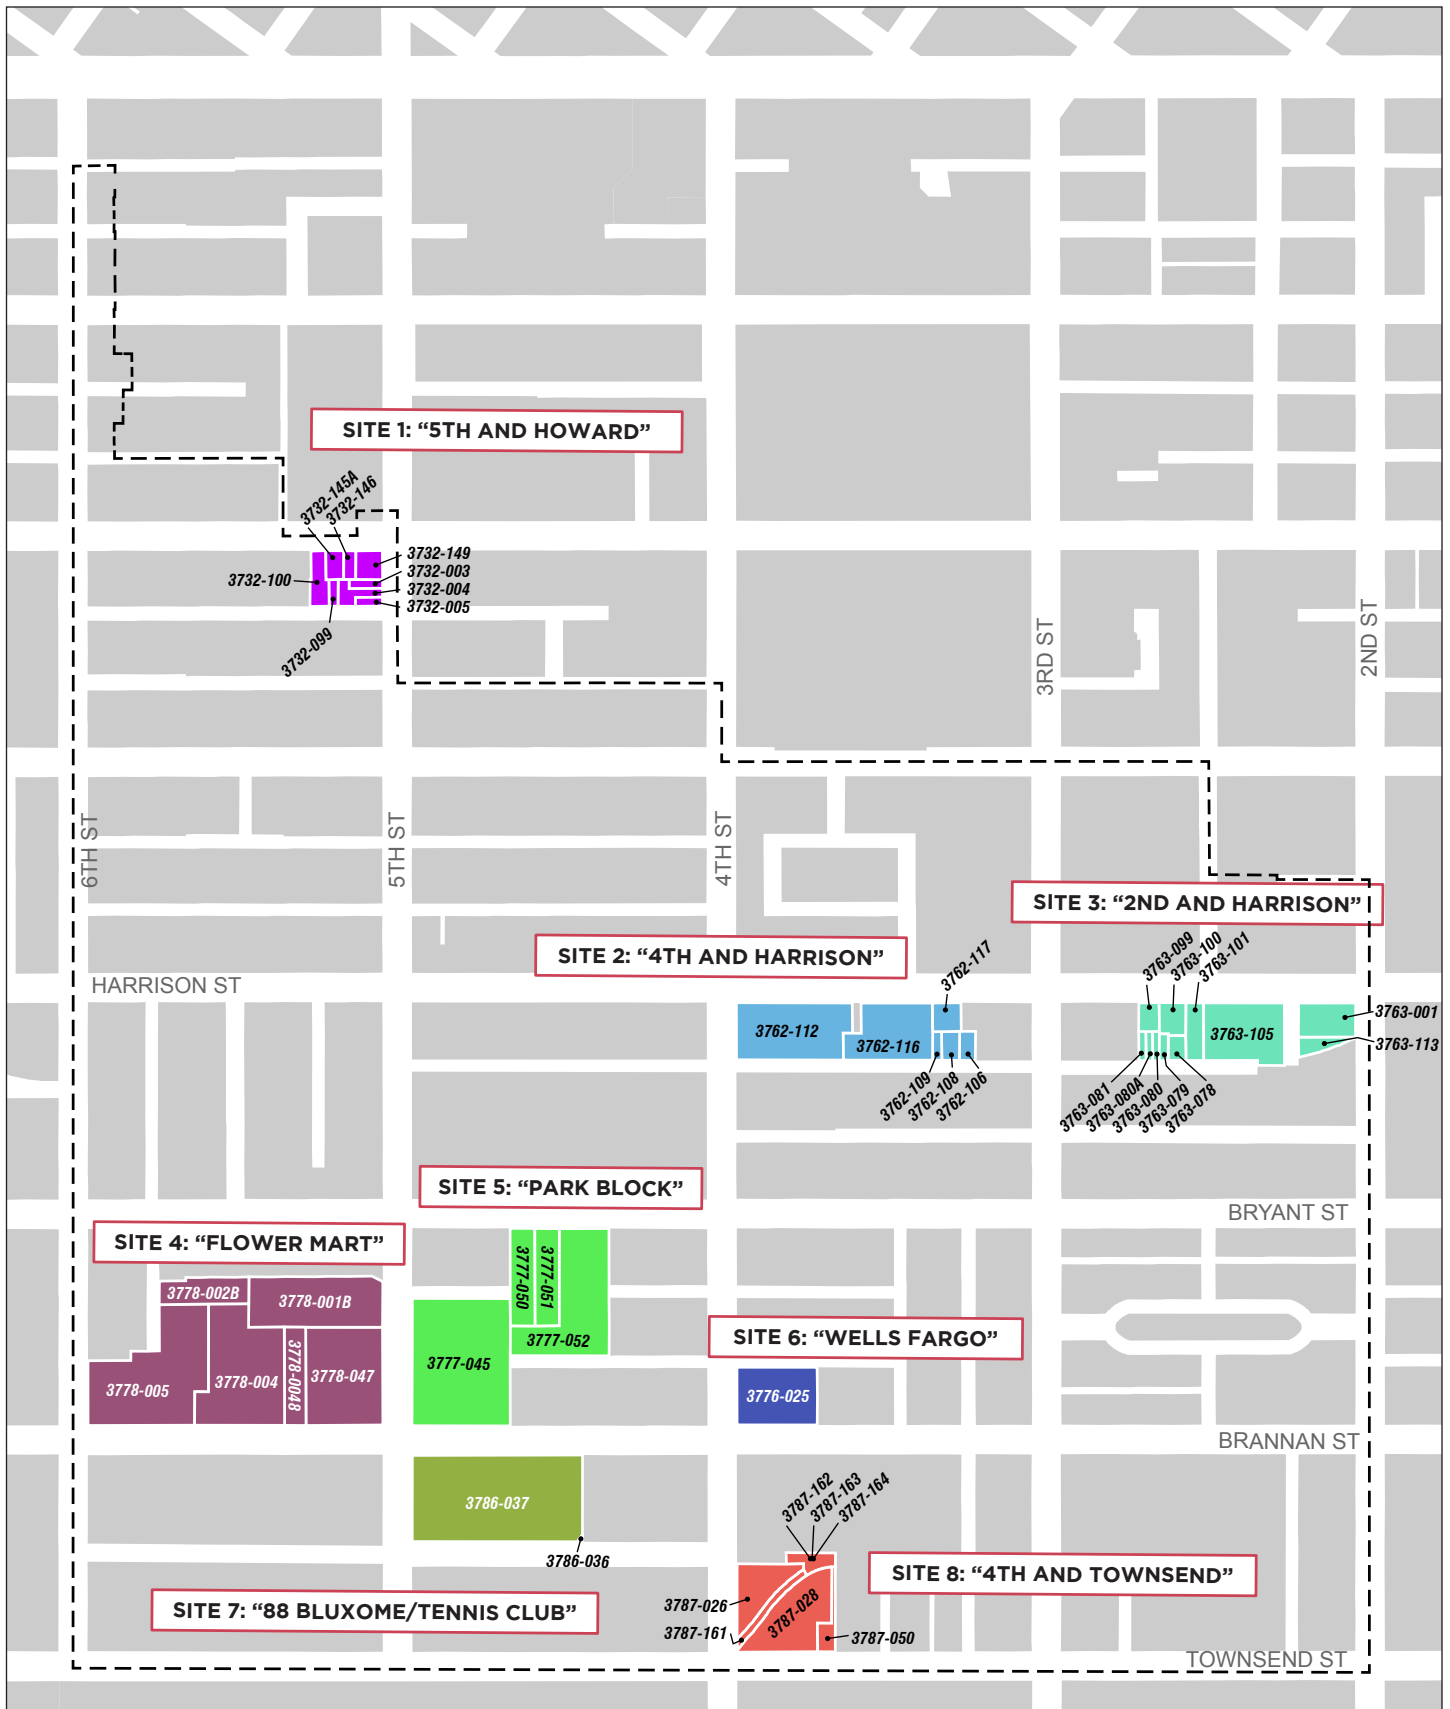 SITE 1: “5TH AND HOWARD”
3732-145A
3732-146
3732-149
3732-003
3732-004
3732-005
3732-100
3732-099
3RD ST
2ND ST
6TH ST
5TH ST
4TH ST
SITE 3: “2ND AND HARRISON”
SITE 2: “4TH AND HARRISON”
HARRISON ST
3762-117
3762-112
3762-116
3762-109
3762-108
3762-106
3763-099
3763-100
3763-101
3763-105
3763-001
3763-113
3763-081
3763-080A
3763-080
3763-079
3763-078
SITE 5: “PARK BLOCK”
BRYANT ST
SITE 4: “FLOWER MART”
3778-002B
3778-001B
3778-005
3778-004
3778-0048
3778-047
3777-050
3777-051
3777-052
3777-045
SITE 6: “WELLS FARGO”
3776-025
BRANNAN ST
3786-037
3786-036
3787-162
3787-163
3787-164
SITE 8: “4TH AND TOWNSEND”
SITE 7: “88 BLUXOME/TENNIS CLUB”
3787-026
3787-161
3787-028
3787-050
TOWNSEND ST